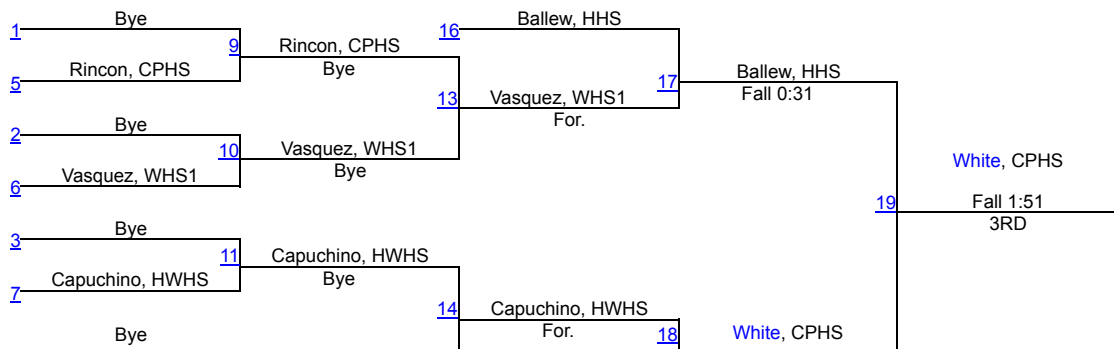 Bye
1
5
Rincon, CPHS
9
Rincon, CPHS
Bye
2
Bye
6
Vasquez, WHS1
10
Vasquez, WHS1
Bye
3
Bye
7
Capuchino, HWHS
11
Capuchino, HWHS
Bye
Bye
16
Ballew, HHS
13
Vasquez, WHS1
For.
17
Ballew, HHS
Fall 0:31
14
Capuchino, HWHS
For.
18
White, CPHS
19
White, CPHS
Fall 1:51
3RD